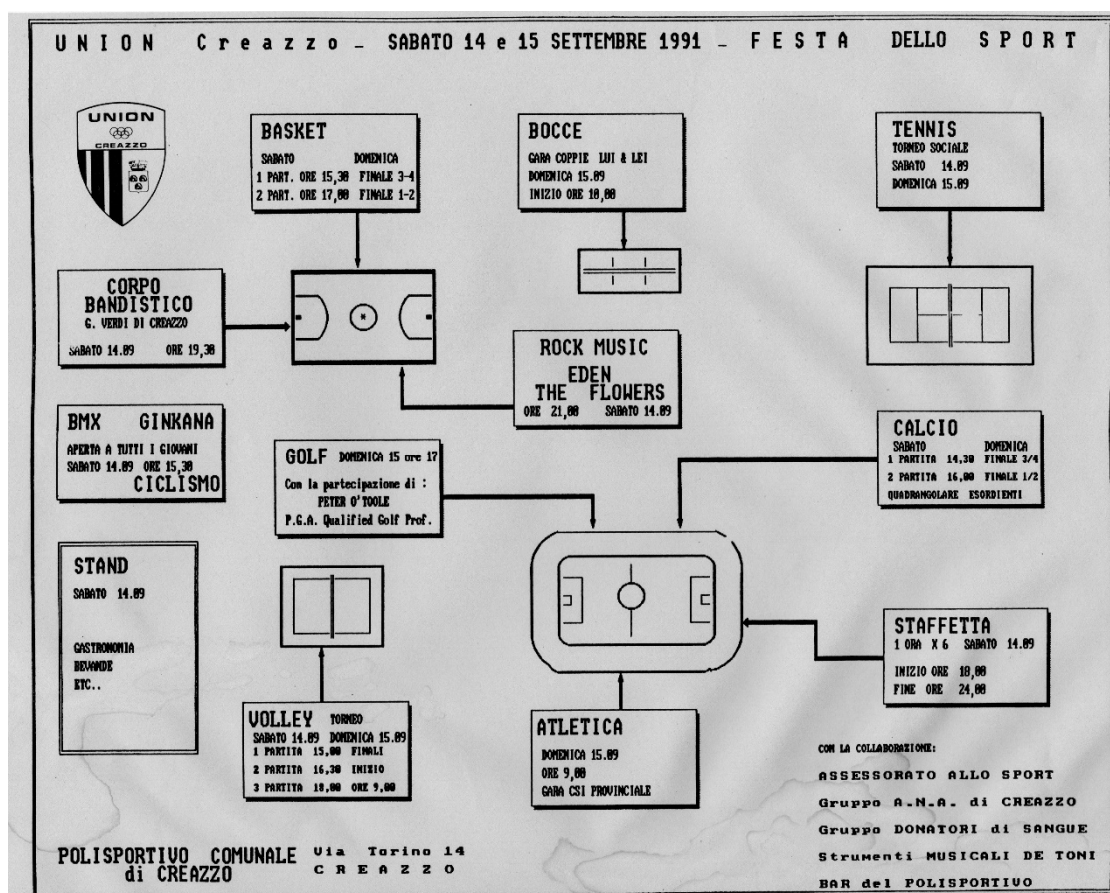 UNION Creazzo - SABATO 14 e 15 SETTEMBRE 1991 - FESTA DELLO SPORT
UNION
CREAZZO
BASKET
SABATO DOMENICA
1 PART. ORE 15,30 FINALE 3-4
2 PART. ORE 17,00 FINALE 1-2
BOCCE
GARA COPPIE LUI & LEI
DOMENICA 15.09
INIZIO ORE 10,00
TENNIS
TORNEO SOCIALE
SABATO 14.09
DOMENICA 15.09
CORPO
BANDISTICO
G. VERDI DI CREAZZO
SABATO 14.09 ORE 19,30
ROCK MUSIC
EDEN
THE FLOWERS
ORE 21,00 SABATO 14.09
BMX GINKANA
APERTA A TUTTI I GIOVANI
SABATO 14.09 ORE 15,30
CICLISMO
GOLF DOMENICA 15 ore 17
Con la partecipazione di :
PETER O'TOOLE
P.G.A. Qualified Golf Prof.
CALCIO
SABATO DOMENICA
1 PARTITA 14,30 FINALE 3/4
2 PARTITA 16,00 FINALE 1/2
QUADRANGOLARE ESORDIENTI
STAND
SABATO 14.09
GASTRONOMIA
BEVANDE
ETC..
STAFFETTA
1 ORA X 6 SABATO 14.09
INIZIO ORE 18,00
FINE ORE 24,00
VOLLEY TORNEO
SABATO 14.09 DOMENICA 15.09
1 PARTITA 15,00 FINALI
2 PARTITA 16,30 INIZIO
3 PARTITA 18,00 ORE 9,00
ATLETICA
DOMENICA 15.09
ORE 9,00
GARA CSI PROVINCIALE
CON LA COLLABORAZIONE:
ASSESSORATO ALLO SPORT
Gruppo A.N.A. di CREAZZO
Gruppo DONATORI di SANGUE
Strumenti MUSICALI DE TONI
BAR del POLISPORTIVO
POLISPORTIVO COMUNALE
di CREAZZO
Via Torino 14
CREAZZO